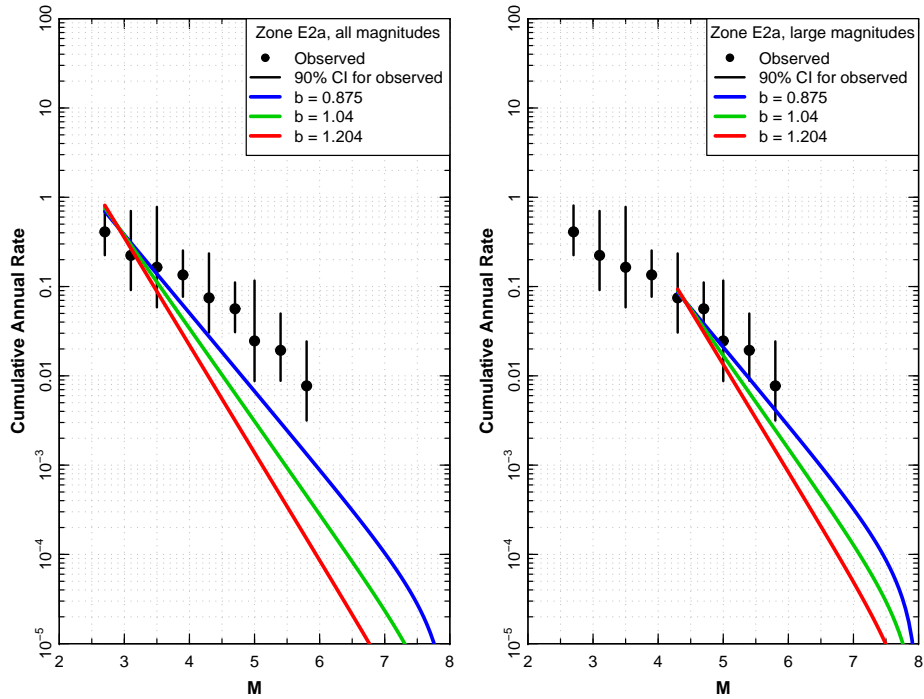 Zone E2a, all magnitudes
Observed
90% CI for observed
b = 0.875
b = 1.04
b = 1.204
Cumulative Annual Rate
100
10
1
0.1
0.01
10⁻³
10⁻⁴
10⁻⁵
2 3 4 5 6 7 8
M
Zone E2a, large magnitudes
Observed
90% CI for observed
b = 0.875
b = 1.04
b = 1.204
Cumulative Annual Rate
100
10
1
0.1
0.01
10⁻³
10⁻⁴
10⁻⁵
2 3 4 5 6 7 8
M